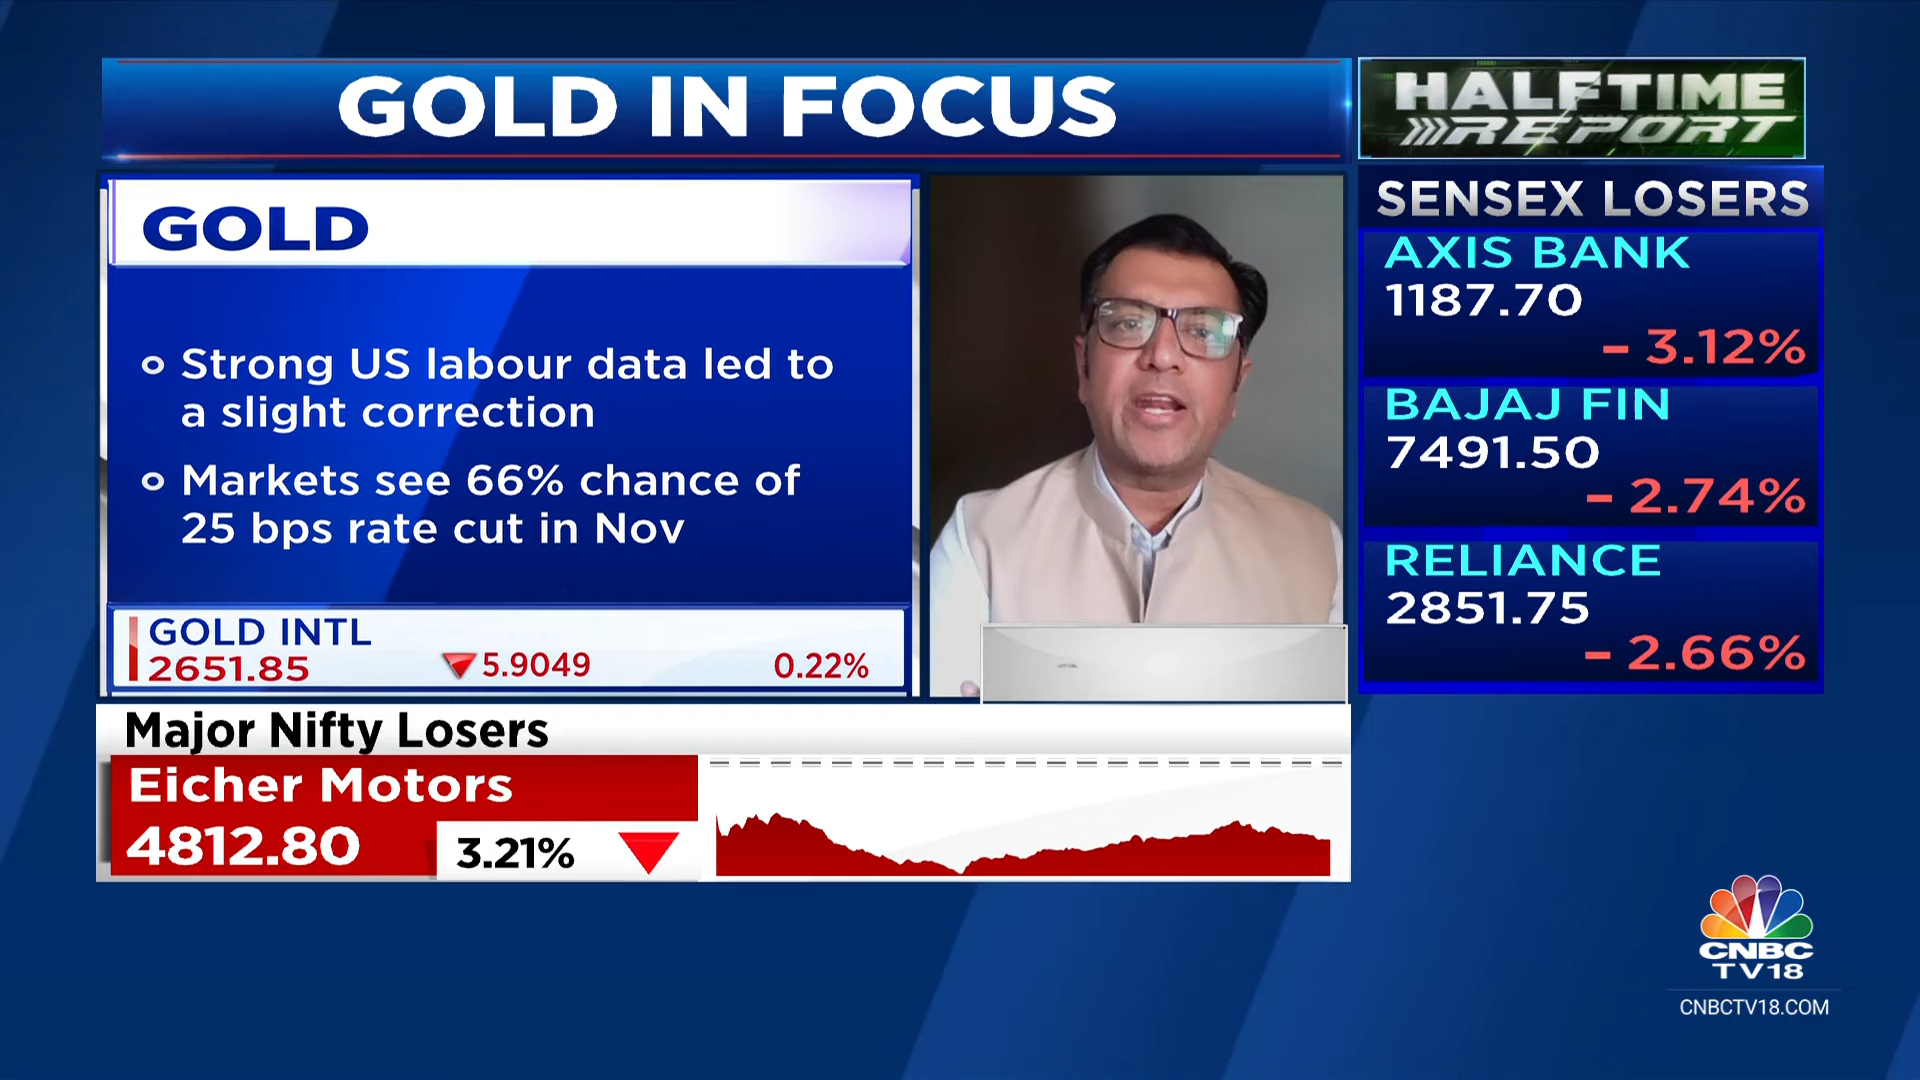 GOLD IN FOCUS
HALFTIME
REPORT
GOLD
o Strong US labour data led to
a slight correction
o Markets see 66% chance of
25 bps rate cut in Nov
GOLD INTL
2651.85 5.9049 0.22%
SENSEX LOSERS
AXIS BANK
1187.70
- 3.12%
BAJAJ FIN
7491.50
- 2.74%
RELIANCE
2851.75
- 2.66%
Major Nifty Losers
Eicher Motors
4812.80 3.21%
CNBC
TV18
CNBCTV18.COM